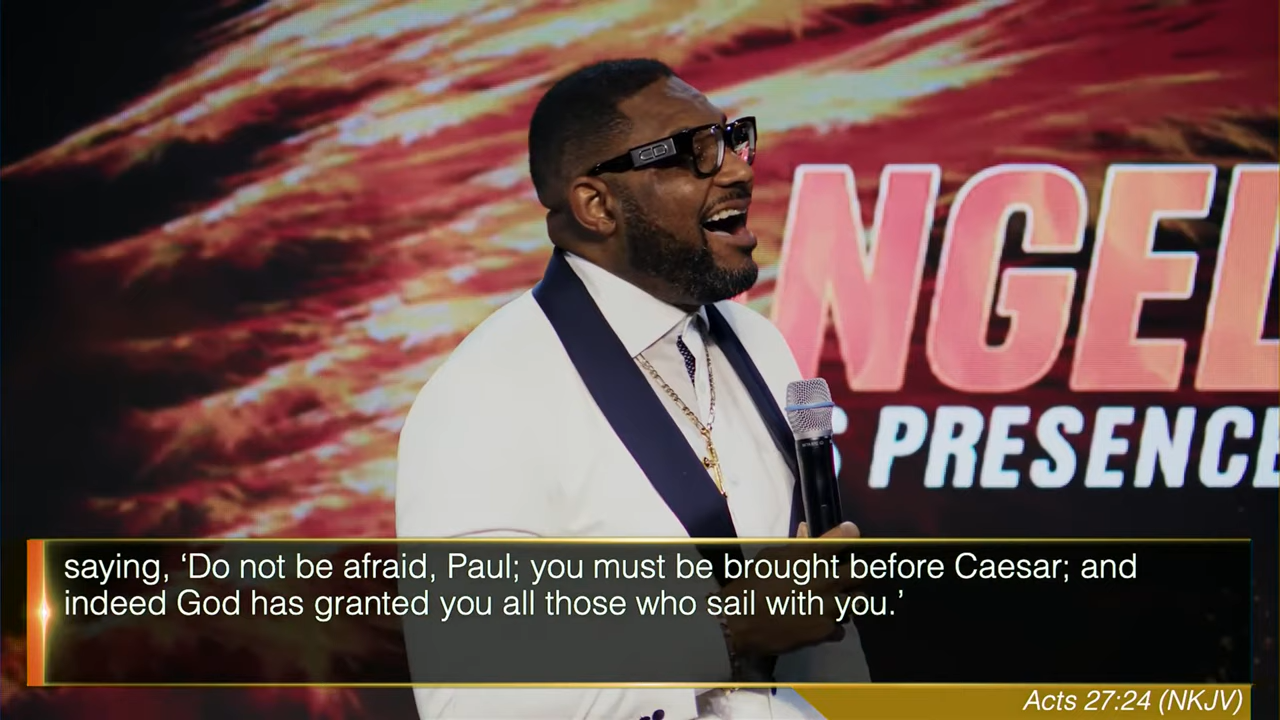 NGEL
S PRESENCE
saying, ‘Do not be afraid, Paul; you must be brought before Caesar; and
indeed God has granted you all those who sail with you.’
Acts 27:24 (NKJV)